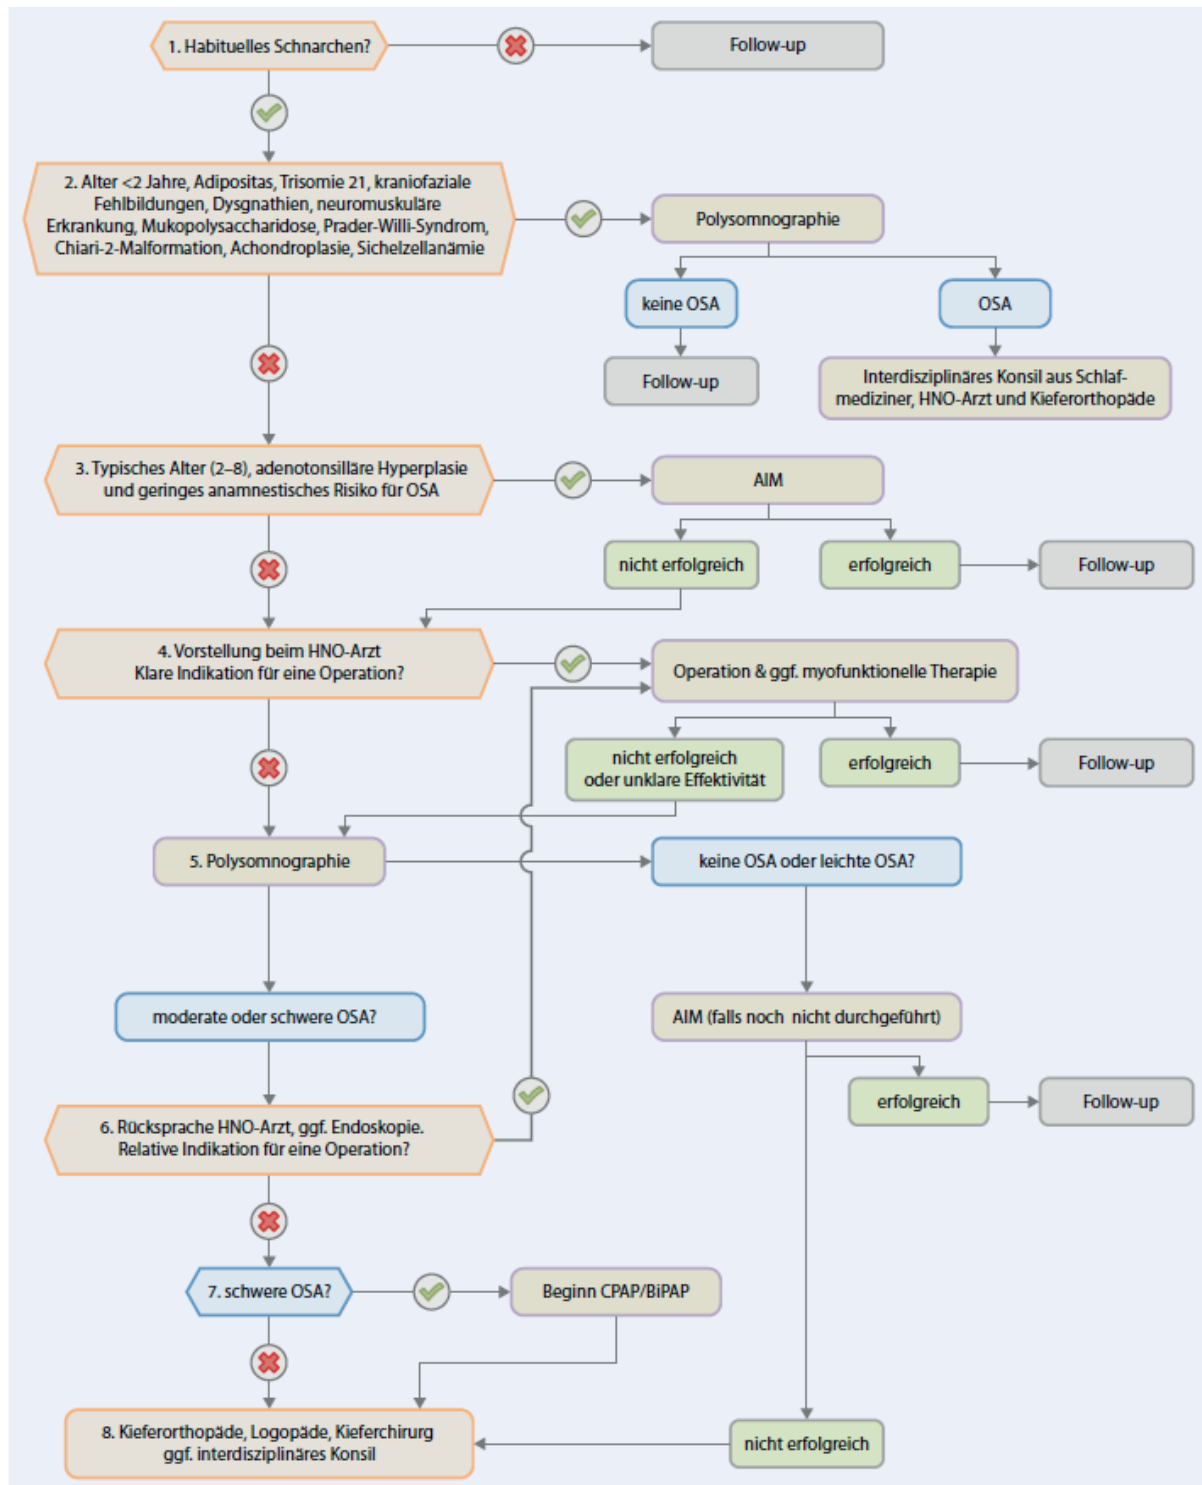 1. Habituelles Schnarchen?
Follow-up
2. Alter <2 Jahre, Adipositas, Trisomie 21, kraniofaziale
Fehlbildungen, Dysgnathien, neuromuskuläre
Erkrankung, Mukopolysaccharidose, Prader-Willi-Syndrom,
Chiari-2-Malformation, Achondroplasie, Sichelzellanämie
Polysomnographie
keine OSA
OSA
Follow-up
Interdisziplinäres Konsil aus Schlaf-
mediziner, HNO-Arzt und Kieferorthopäde
3. Typisches Alter (2–8), adenotonsilläre Hyperplasie
und geringes anamnestisches Risiko für OSA
AIM
nicht erfolgreich
erfolgreich
Follow-up
4. Vorstellung beim HNO-Arzt
Klare Indikation für eine Operation?
Operation & ggf. myofunktionelle Therapie
nicht erfolgreich
oder unklare Effektivität
erfolgreich
Follow-up
5. Polysomnographie
keine OSA oder leichte OSA?
moderate oder schwere OSA?
AIM (falls noch nicht durchgeführt)
erfolgreich
Follow-up
6. Rücksprache HNO-Arzt, ggf. Endoskopie.
Relative Indikation für eine Operation?
7. schwere OSA?
Beginn CPAP/BiPAP
8. Kieferorthopäde, Logopäde, Kieferchirurg
ggf. interdisziplinäres Konsil
nicht erfolgreich